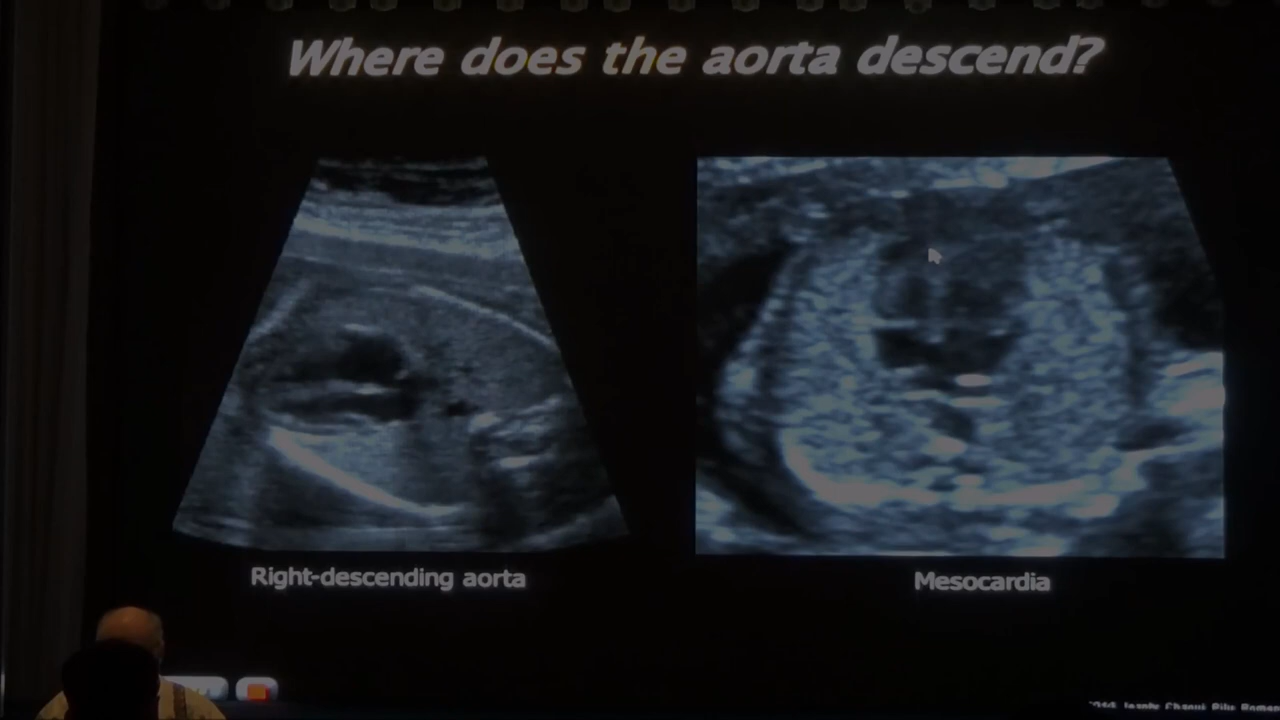 Where does the aorta descend?
Right-descending aorta
Mesocardia